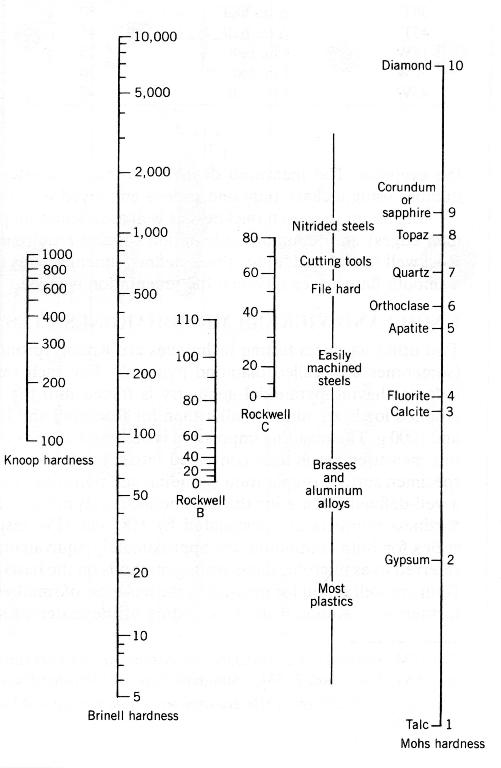 10,000
5,000
2,000
1,000
500
200
100
50
20
10
5
Brinell hardness
1000
800
600
400
300
200
100
Knoop hardness
110
100
80
60
40
20
0
Rockwell
B
80
60
40
20
0
Rockwell
C
Nitrided steels
Cutting tools
File hard
Easily
machined
steels
Brasses
and
aluminum
alloys
Most
plastics
Diamond 10
Corundum
or
sapphire 9
Topaz 8
Quartz 7
Orthoclase 6
Apatite 5
Fluorite 4
Calcite 3
Gypsum 2
Talc 1
Mohs hardness